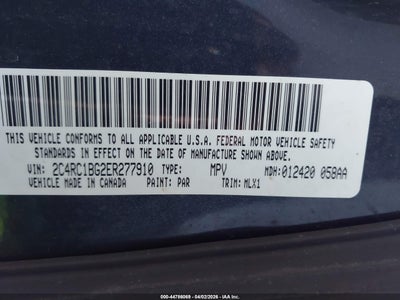 THIS VEHICLE CONFORMS TO ALL APPLICABLE U.S.A. FEDERAL MOTOR VEHICLE SAFETY
STANDARDS IN EFFECT ON THE DATE OF MANUFACTURE SHOWN ABOVE.
VIN: 2C4RC1BG2ER277910 TYPE: MPV MDH: 012420 058AA
VEHICLE MADE IN CANADA PAINT: PAR TRIM: MLX1
000-44798069 - 04/02/2026 - IAA, Inc.